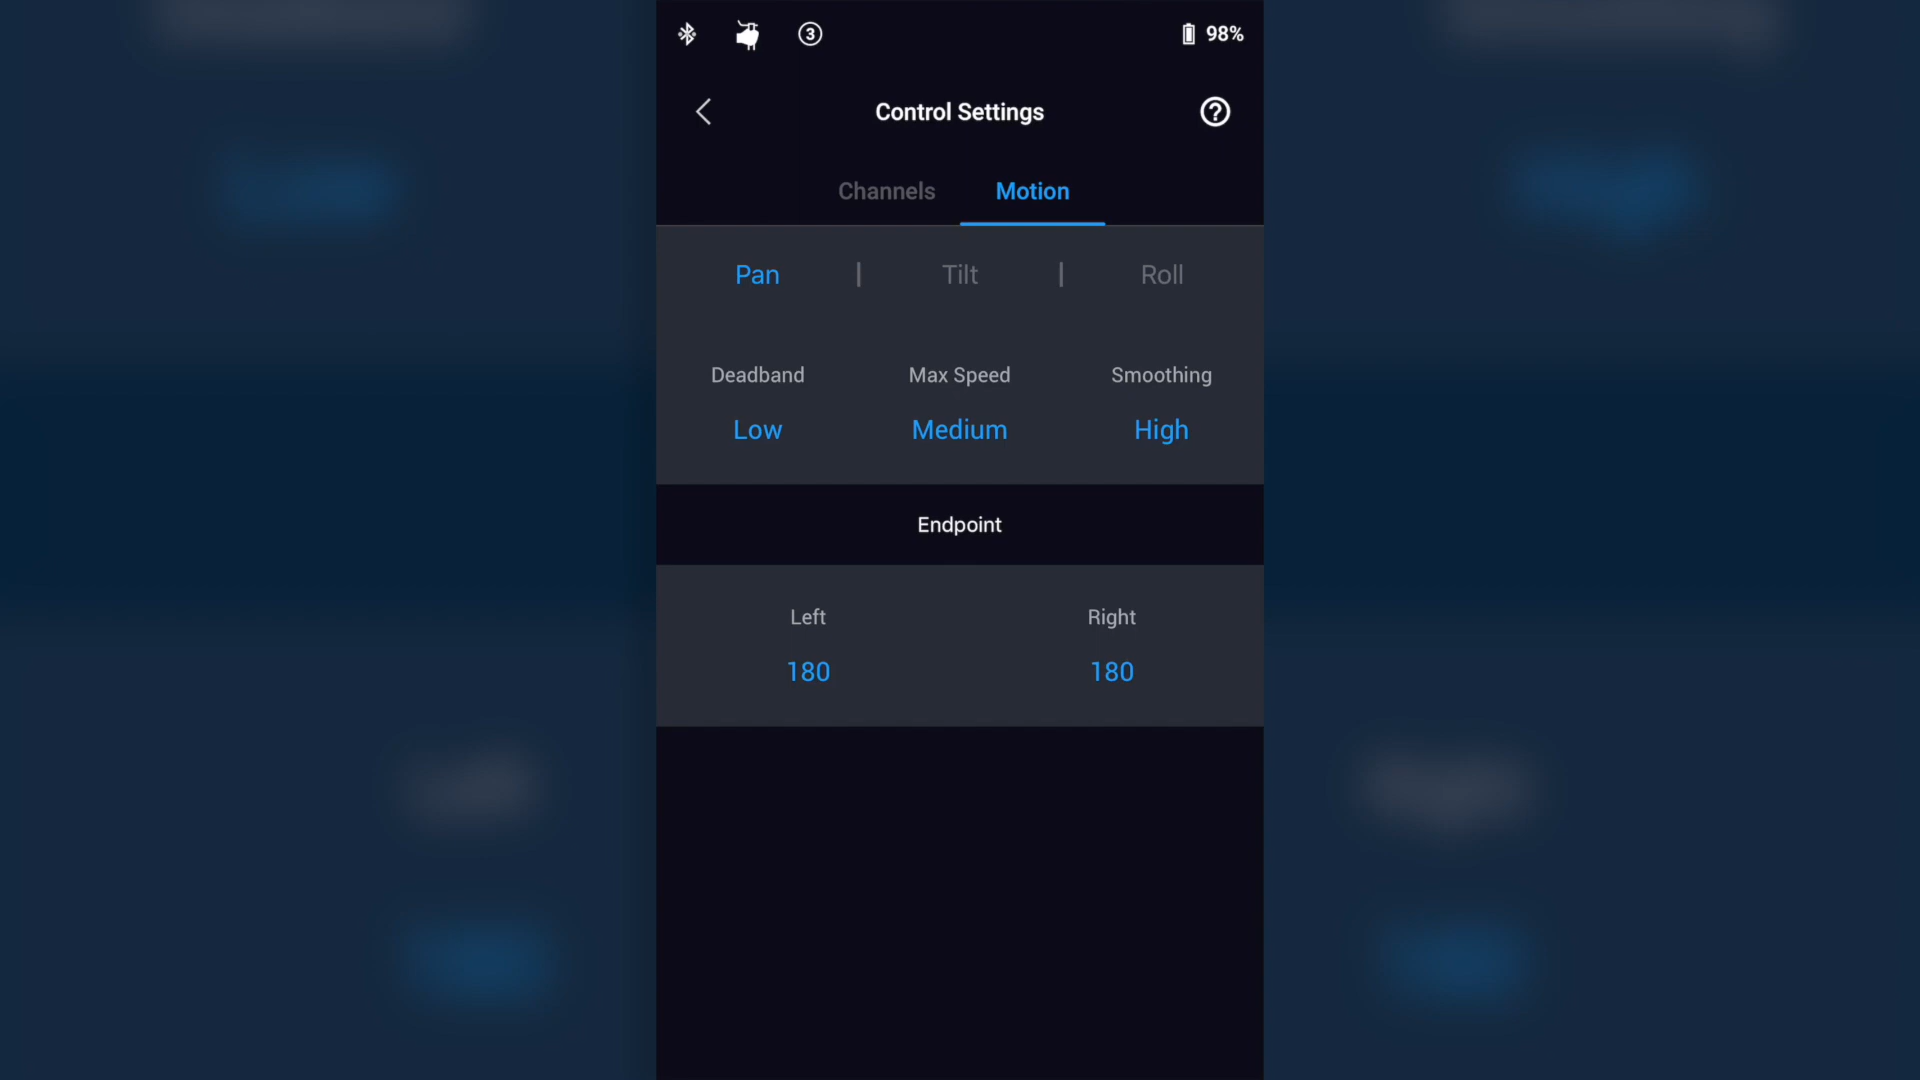 3 98%
Control Settings ?
Channels Motion
Pan | Tilt | Roll
Deadband Max Speed Smoothing
Low Medium High
Endpoint
Left Right
180 180